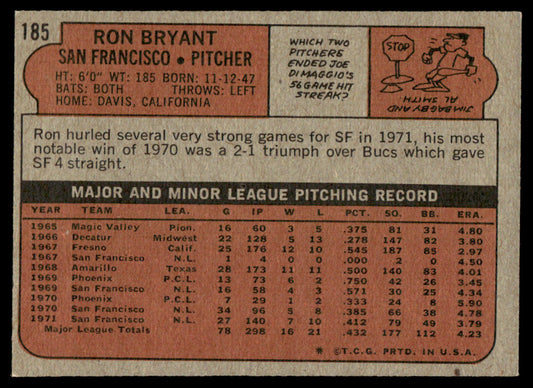 185
RON BRYANT
SAN FRANCISCO • PITCHER
HT: 6'0" WT: 185 BORN: 11-12-47
BATS: BOTH THROWS: LEFT
HOME: DAVIS, CALIFORNIA
WHICH TWO
PITCHERS
ENDED JOE
DI MAGGIO'S
56 GAME HIT
STREAK?
STOP
JIM BAGBY AND
AL SMITH
Ron hurled several very strong games for SF in 1971, his most
notable win of 1970 was a 2-1 triumph over Bucs which gave
SF 4 straight.
MAJOR AND MINOR LEAGUE PITCHING RECORD
YEAR TEAM LEA. G IP W L PCT. SO. BB. ERA.
1965 Magic Valley Pion. 16 60 3 5 .375 81 31 4.80
1966 Decatur Midwest 22 128 5 13 .278 147 82 3.80
1967 Fresno Calif. 25 176 12 10 .545 187 85 2.97
1967 San Francisco N.L. 1 4 0 0 .000 2 0 4.50
1968 Amarillo Texas 28 173 11 11 .500 140 83 4.01
1969 Phoenix P.C.L. 13 73 6 2 .750 42 26 3.45
1969 San Francisco N.L. 16 58 4 3 .571 30 25 4.34
1970 Phoenix P.C.L. 7 29 1 2 .333 24 8 5.90
1970 San Francisco N.L. 34 96 5 8 .385 66 38 4.78
1971 San Francisco N.L. 27 140 7 10 .412 79 49 3.79
Major League Totals 78 298 16 21 .432 177 112 4.23
* ©T.C.G. PRTD. IN U.S.A.